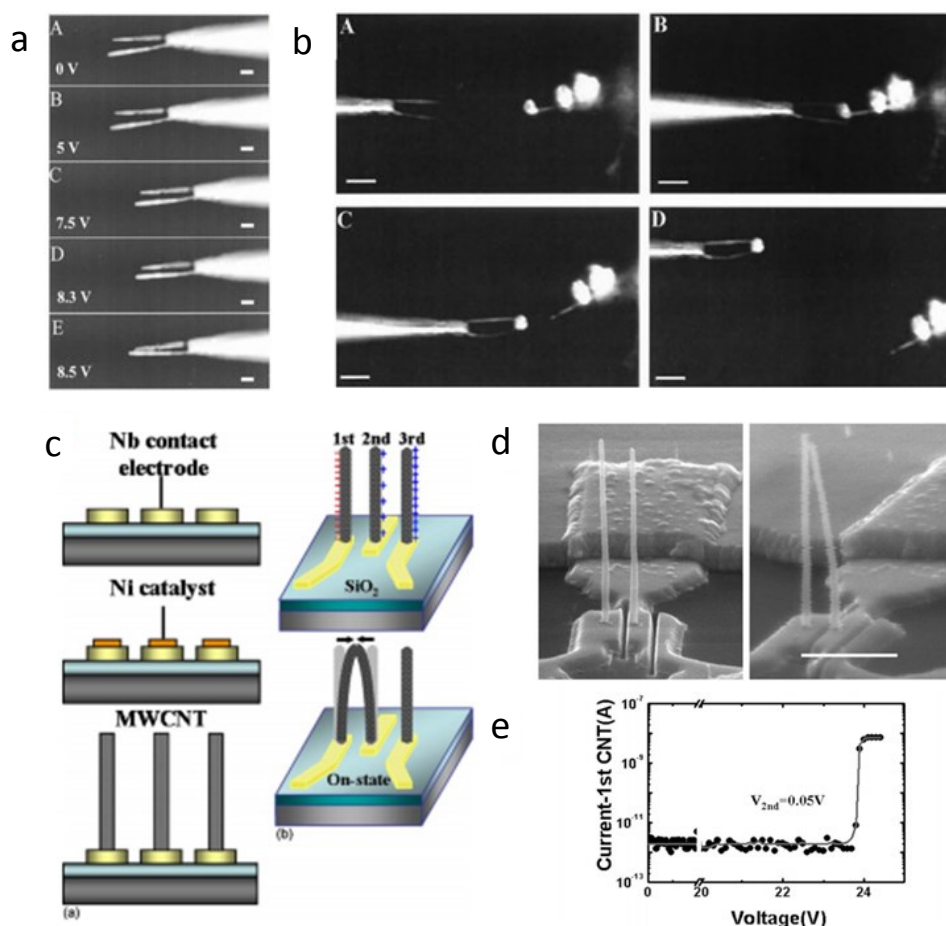 a
A
0 V
B
5 V
C
7.5 V
D
8.3 V
E
8.5 V
b
A
B
C
D
c
Nb contact
electrode
Ni catalyst
MWCNT
(a)
1st 2nd 3rd
SiO2
On-state
(b)
d
e
Current-1st CNT(A)
10-7
10-9
10-11
10-13
V2nd=0.05V
0 20 22 24
Voltage(V)